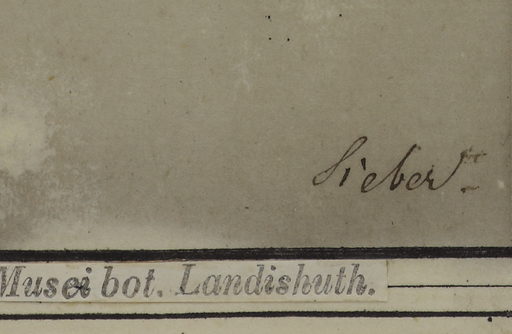 Sieber.
Musei bot. Landishuth.